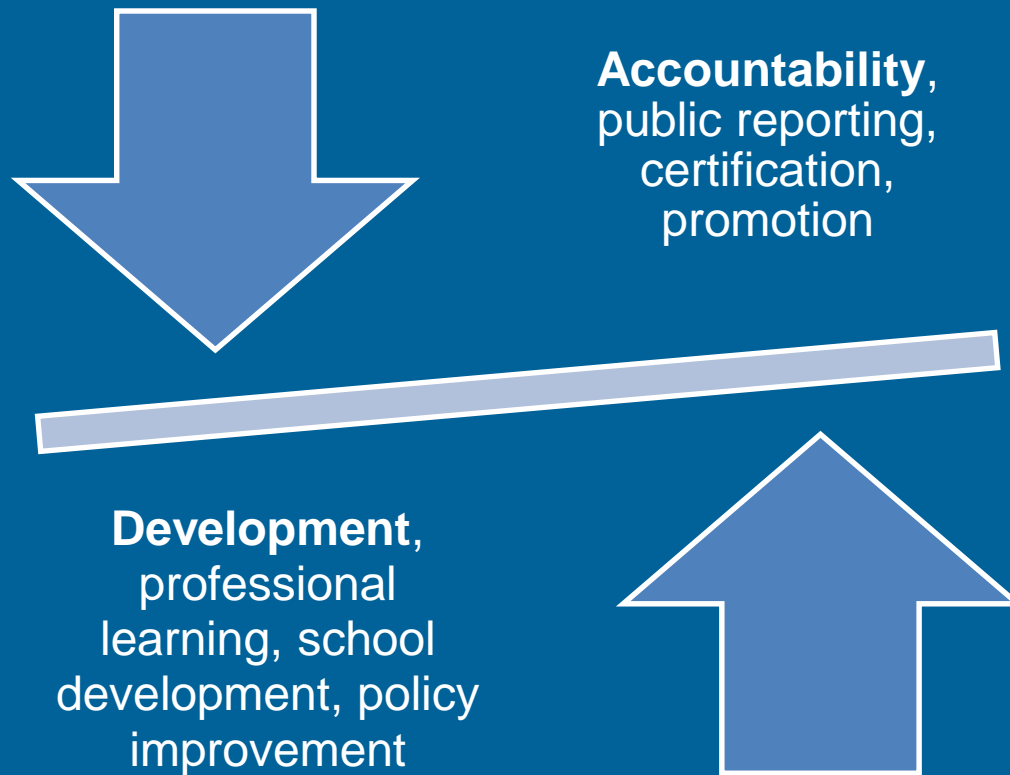 Accountability,
public reporting,
certification,
promotion
Development,
professional
learning, school
development, policy
improvement